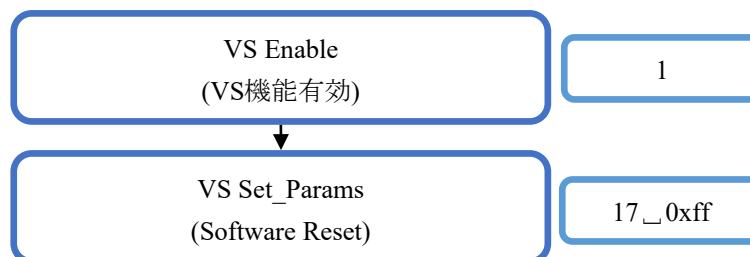 VS Enable
(VS機能有効)
1
VS Set_Params
(Software Reset)
17␣0xff